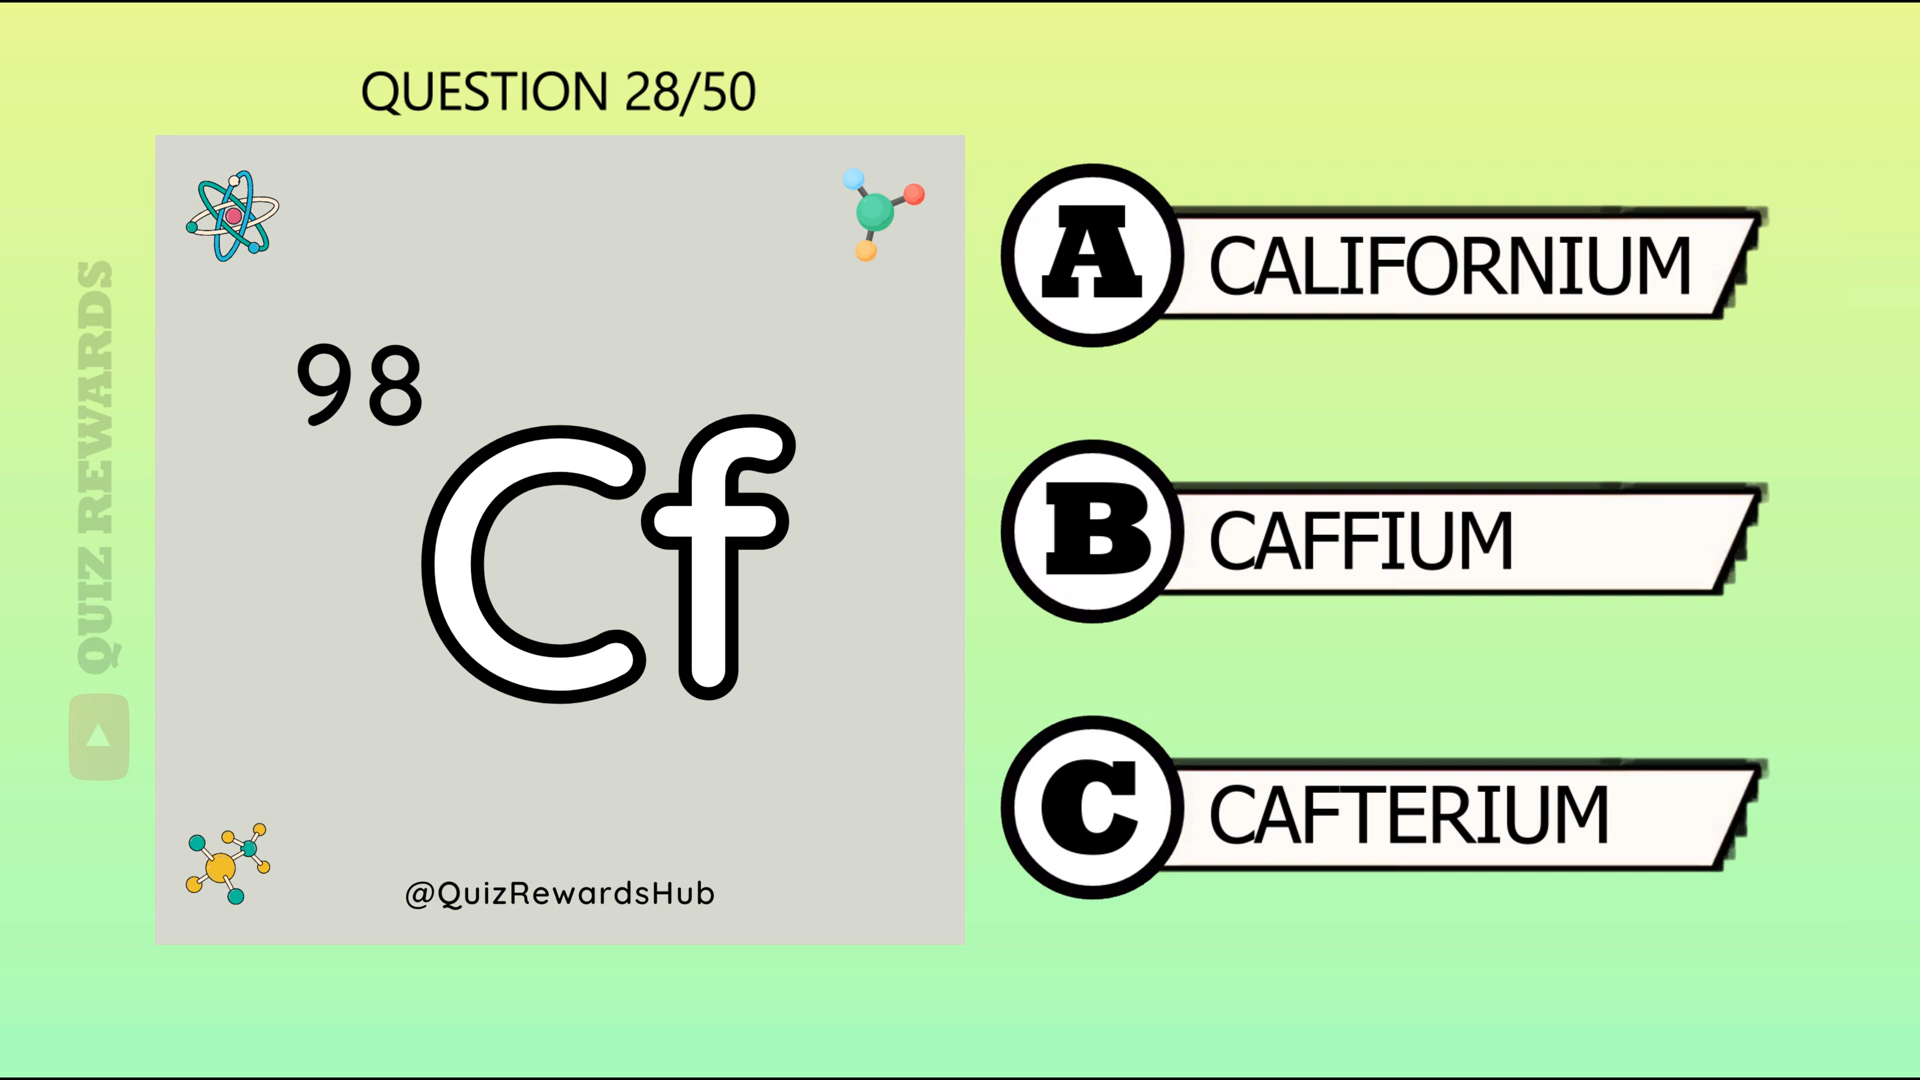 QUESTION 28/50
QUIZ REWARDS
98
Cf
@QuizRewardsHub
A CALIFORNIUM
B CAFFIUM
C CAFTERIUM